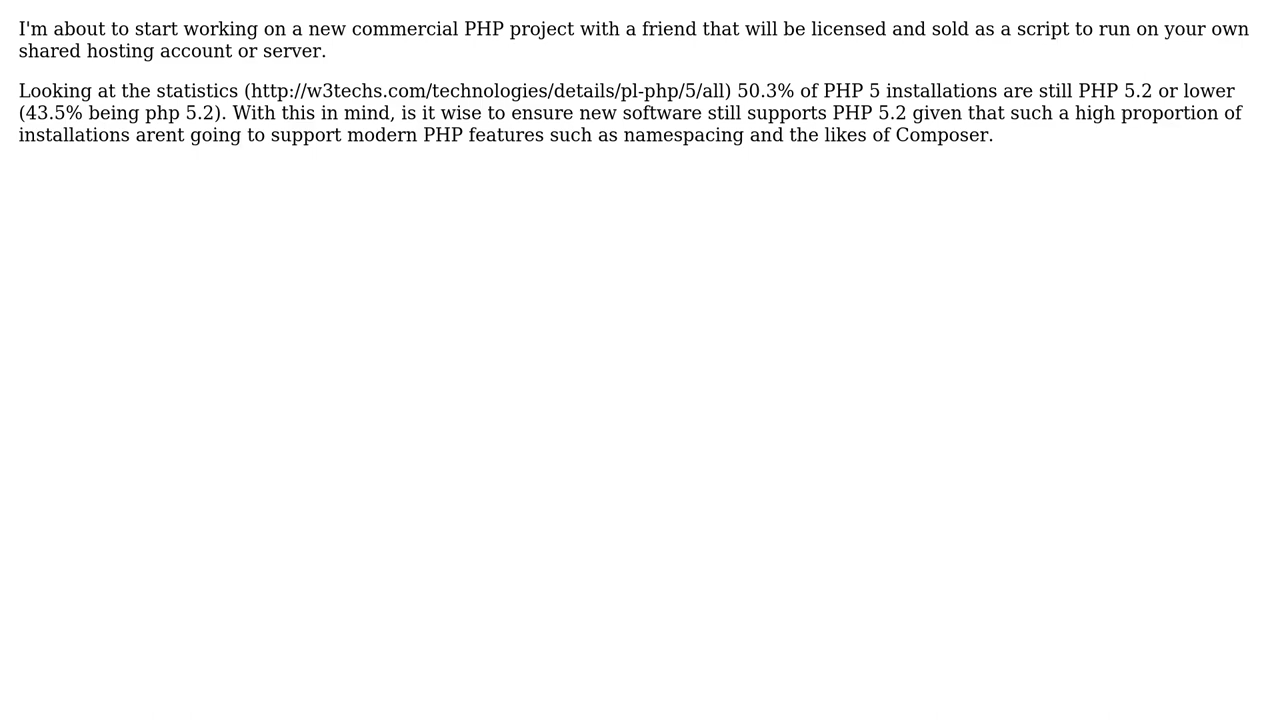 I'm about to start working on a new commercial PHP project with a friend that will be licensed and sold as a script to run on your own
shared hosting account or server.
Looking at the statistics (http://w3techs.com/technologies/details/pl-php/5/all) 50.3% of PHP 5 installations are still PHP 5.2 or lower
(43.5% being php 5.2). With this in mind, is it wise to ensure new software still supports PHP 5.2 given that such a high proportion of
installations arent going to support modern PHP features such as namespacing and the likes of Composer.